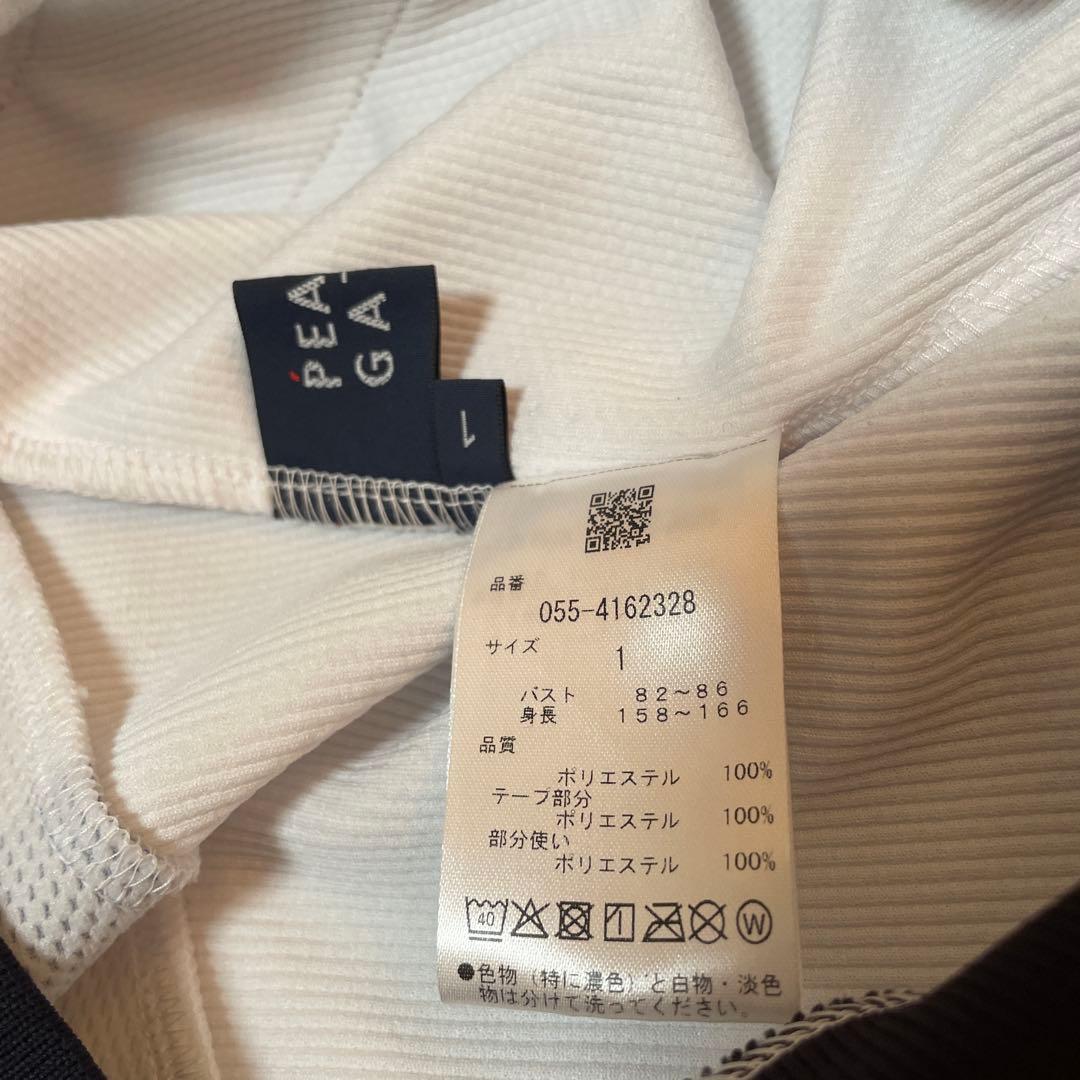 PEA
GA
1
品番
055-4162328
サイズ
1
バスト 82～86
身長 158～166
品質
ポリエステル 100%
テープ部分
ポリエステル 100%
部分使い
ポリエステル 100%
40
W
●色物（特に濃色）と白物・淡色
物は分けて洗ってください。